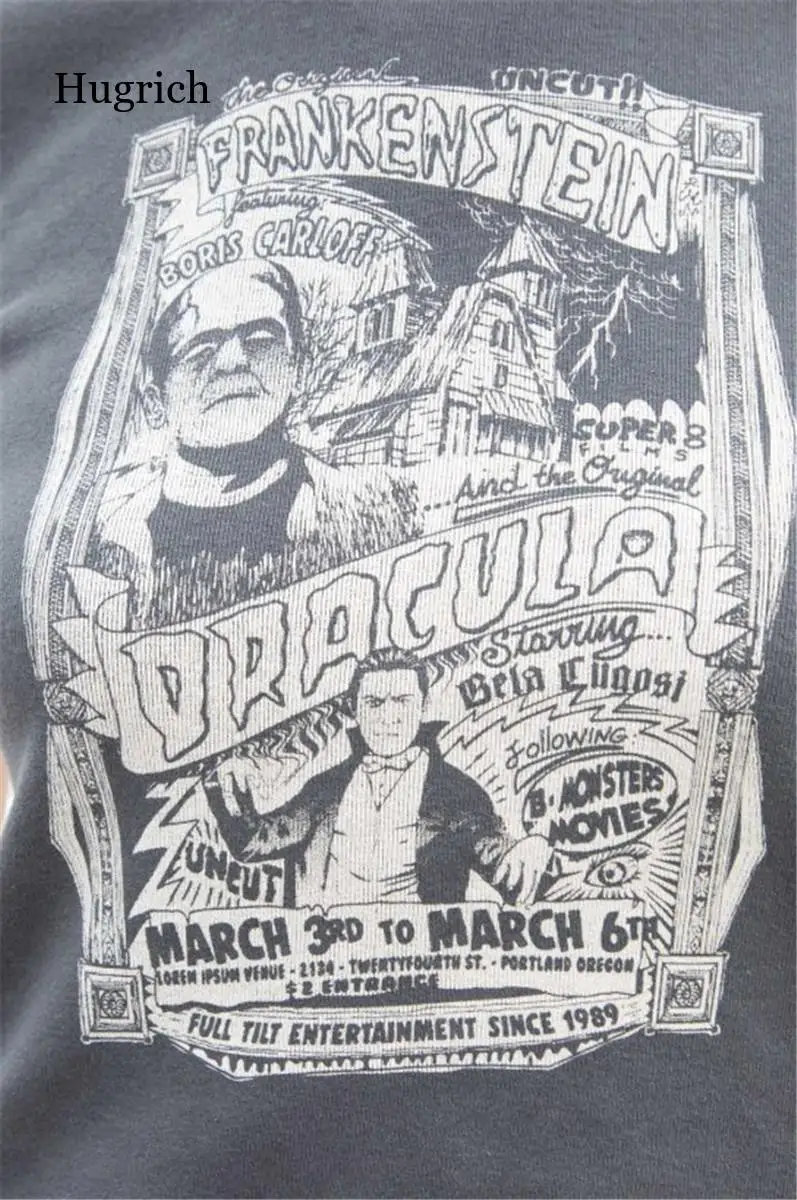 Hugrich
the Original
UNCUT!!
FRANKENSTEIN
featuring:
BORIS CARLOFF
SUPER 8
FILMS
...And the Original
DRACULA
Starring...
Bela Lugosi
following:
B. MONSTERS
MOVIES
UNCUT
MARCH 3RD TO MARCH 6TH
LOREM IPSUM VENUE - 2134 - TWENTYFOURTH ST. - PORTLAND OREGON
$2 ENTRANCE
FULL TILT ENTERTAINMENT SINCE 1989